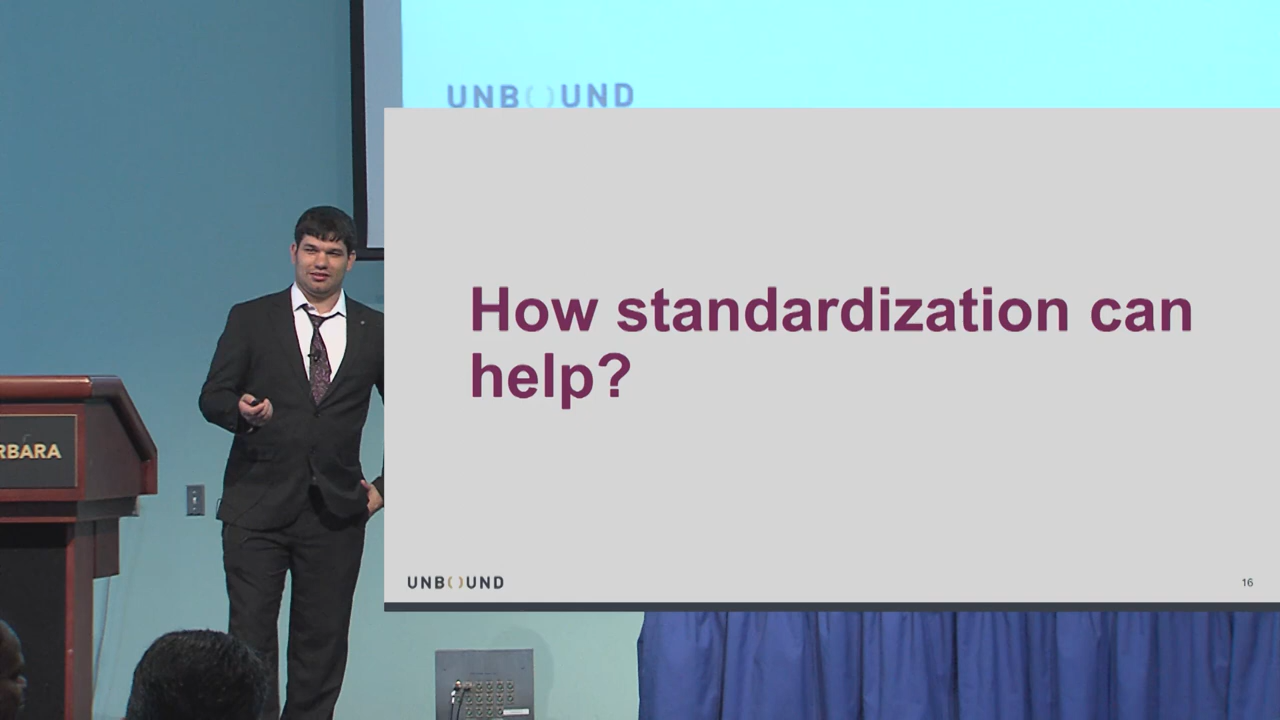 UNBOUND
How standardization can
help?
RBARA
UNBOUND
16